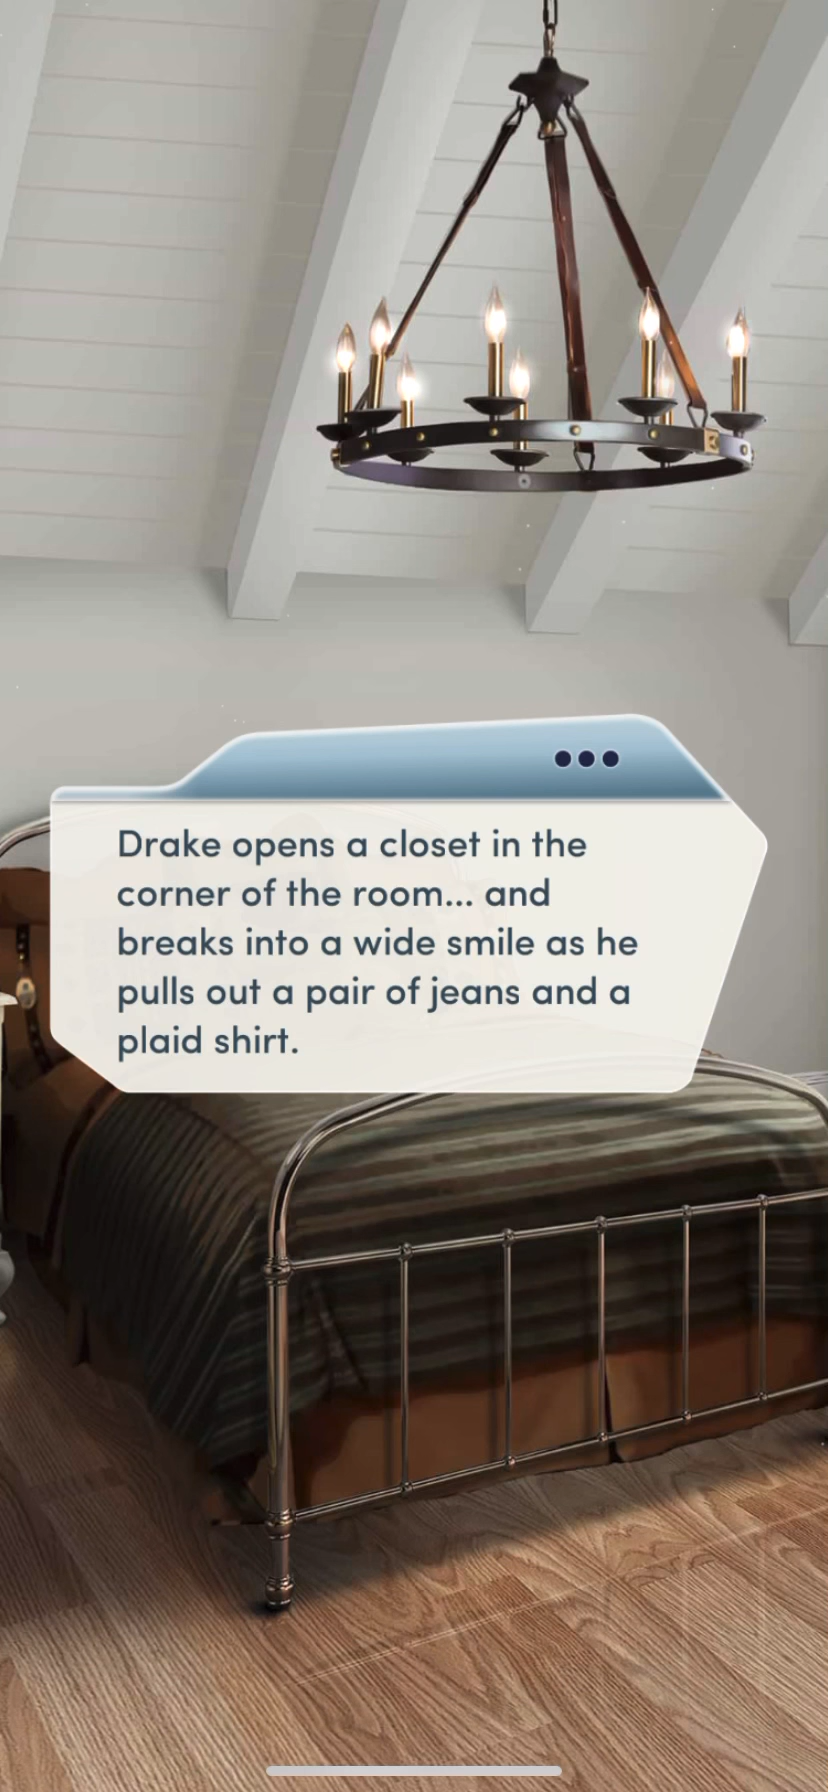 Drake opens a closet in the
corner of the room... and
breaks into a wide smile as he
pulls out a pair of jeans and a
plaid shirt.